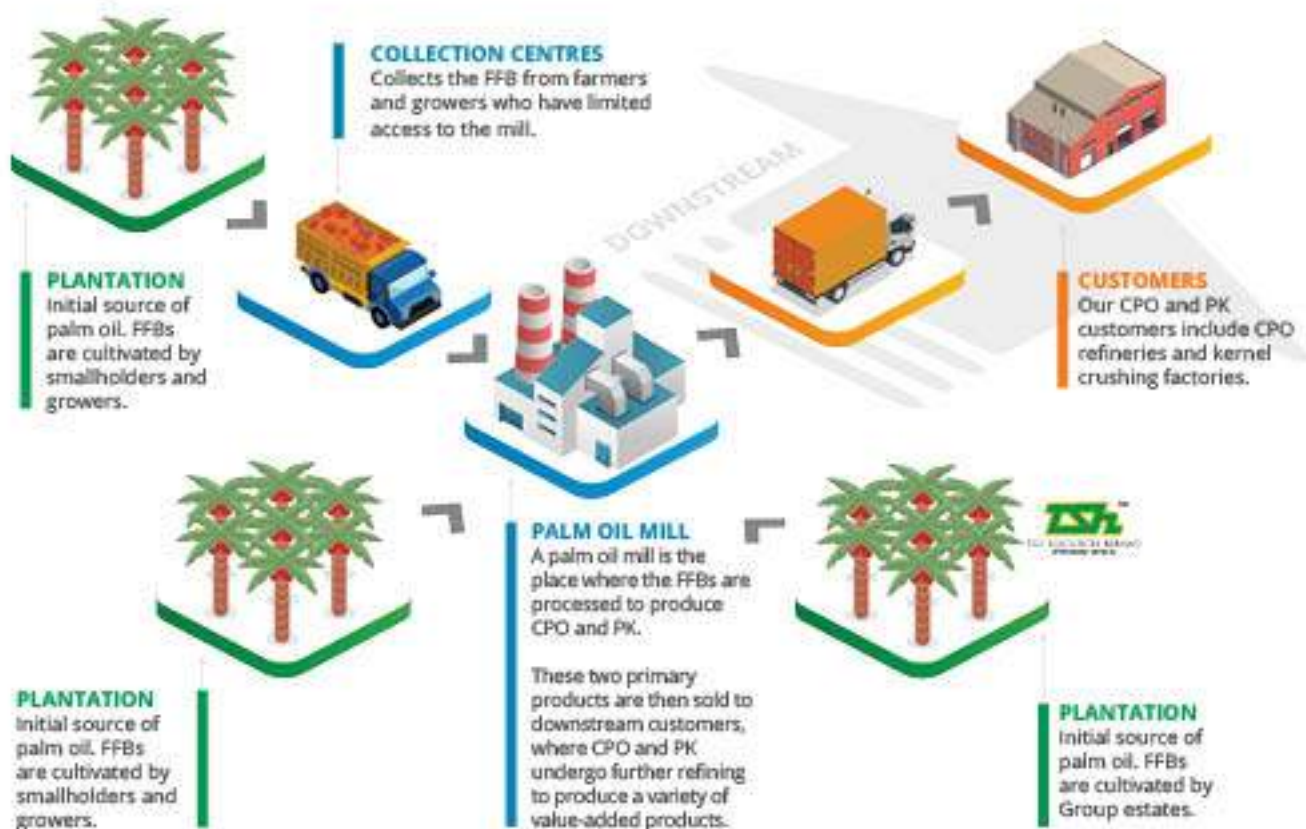 COLLECTION CENTRES
Collects the FFB from farmers
and growers who have limited
access to the mill.
DOWNSTREAM
PLANTATION
Initial source of
palm oil. FFBs
are cultivated by
smallholders and
growers.
CUSTOMERS
Our CPO and PK
customers include CPO
refineries and kernel
crushing factories.
PALM OIL MILL
A palm oil mill is the
place where the FFBs are
processed to produce
CPO and PK.
These two primary
products are then sold to
downstream customers,
where CPO and PK
undergo further refining
to produce a variety of
value-added products.
TSH
PLANTATION
Initial source of
palm oil. FFBs
are cultivated by
smallholders and
growers.
PLANTATION
Initial source of
palm oil. FFBs
are cultivated by
Group estates.